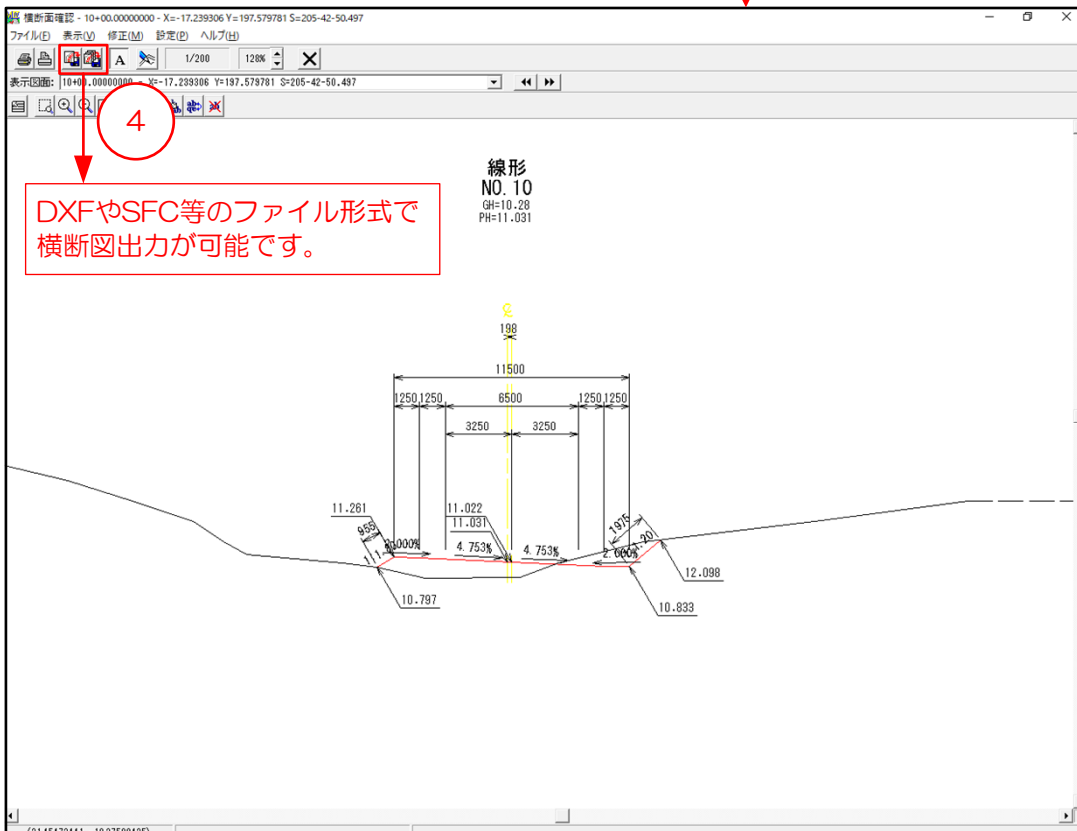 横断面確認 - 10+00.00000000 - X=-17.239306 Y=197.579781 S=205-42-50.497
ファイル(F) 表示(V) 修正(M) 設定(P) ヘルプ(H)
A 1/200 128%
表示図面: 10+00.00000000 - X=-17.239306 Y=197.579781 S=205-42-50.497
4
DXFやSFC等のファイル形式で
横断図出力が可能です。
線形
NO.10
GH=10.28
PH=11.031
198
11500
1250 1250 6500 1250 1250
3250 3250
11.261
11.022
11.031
955
1975
4.753% 4.753%
2.000%
12.098
10.797
10.833